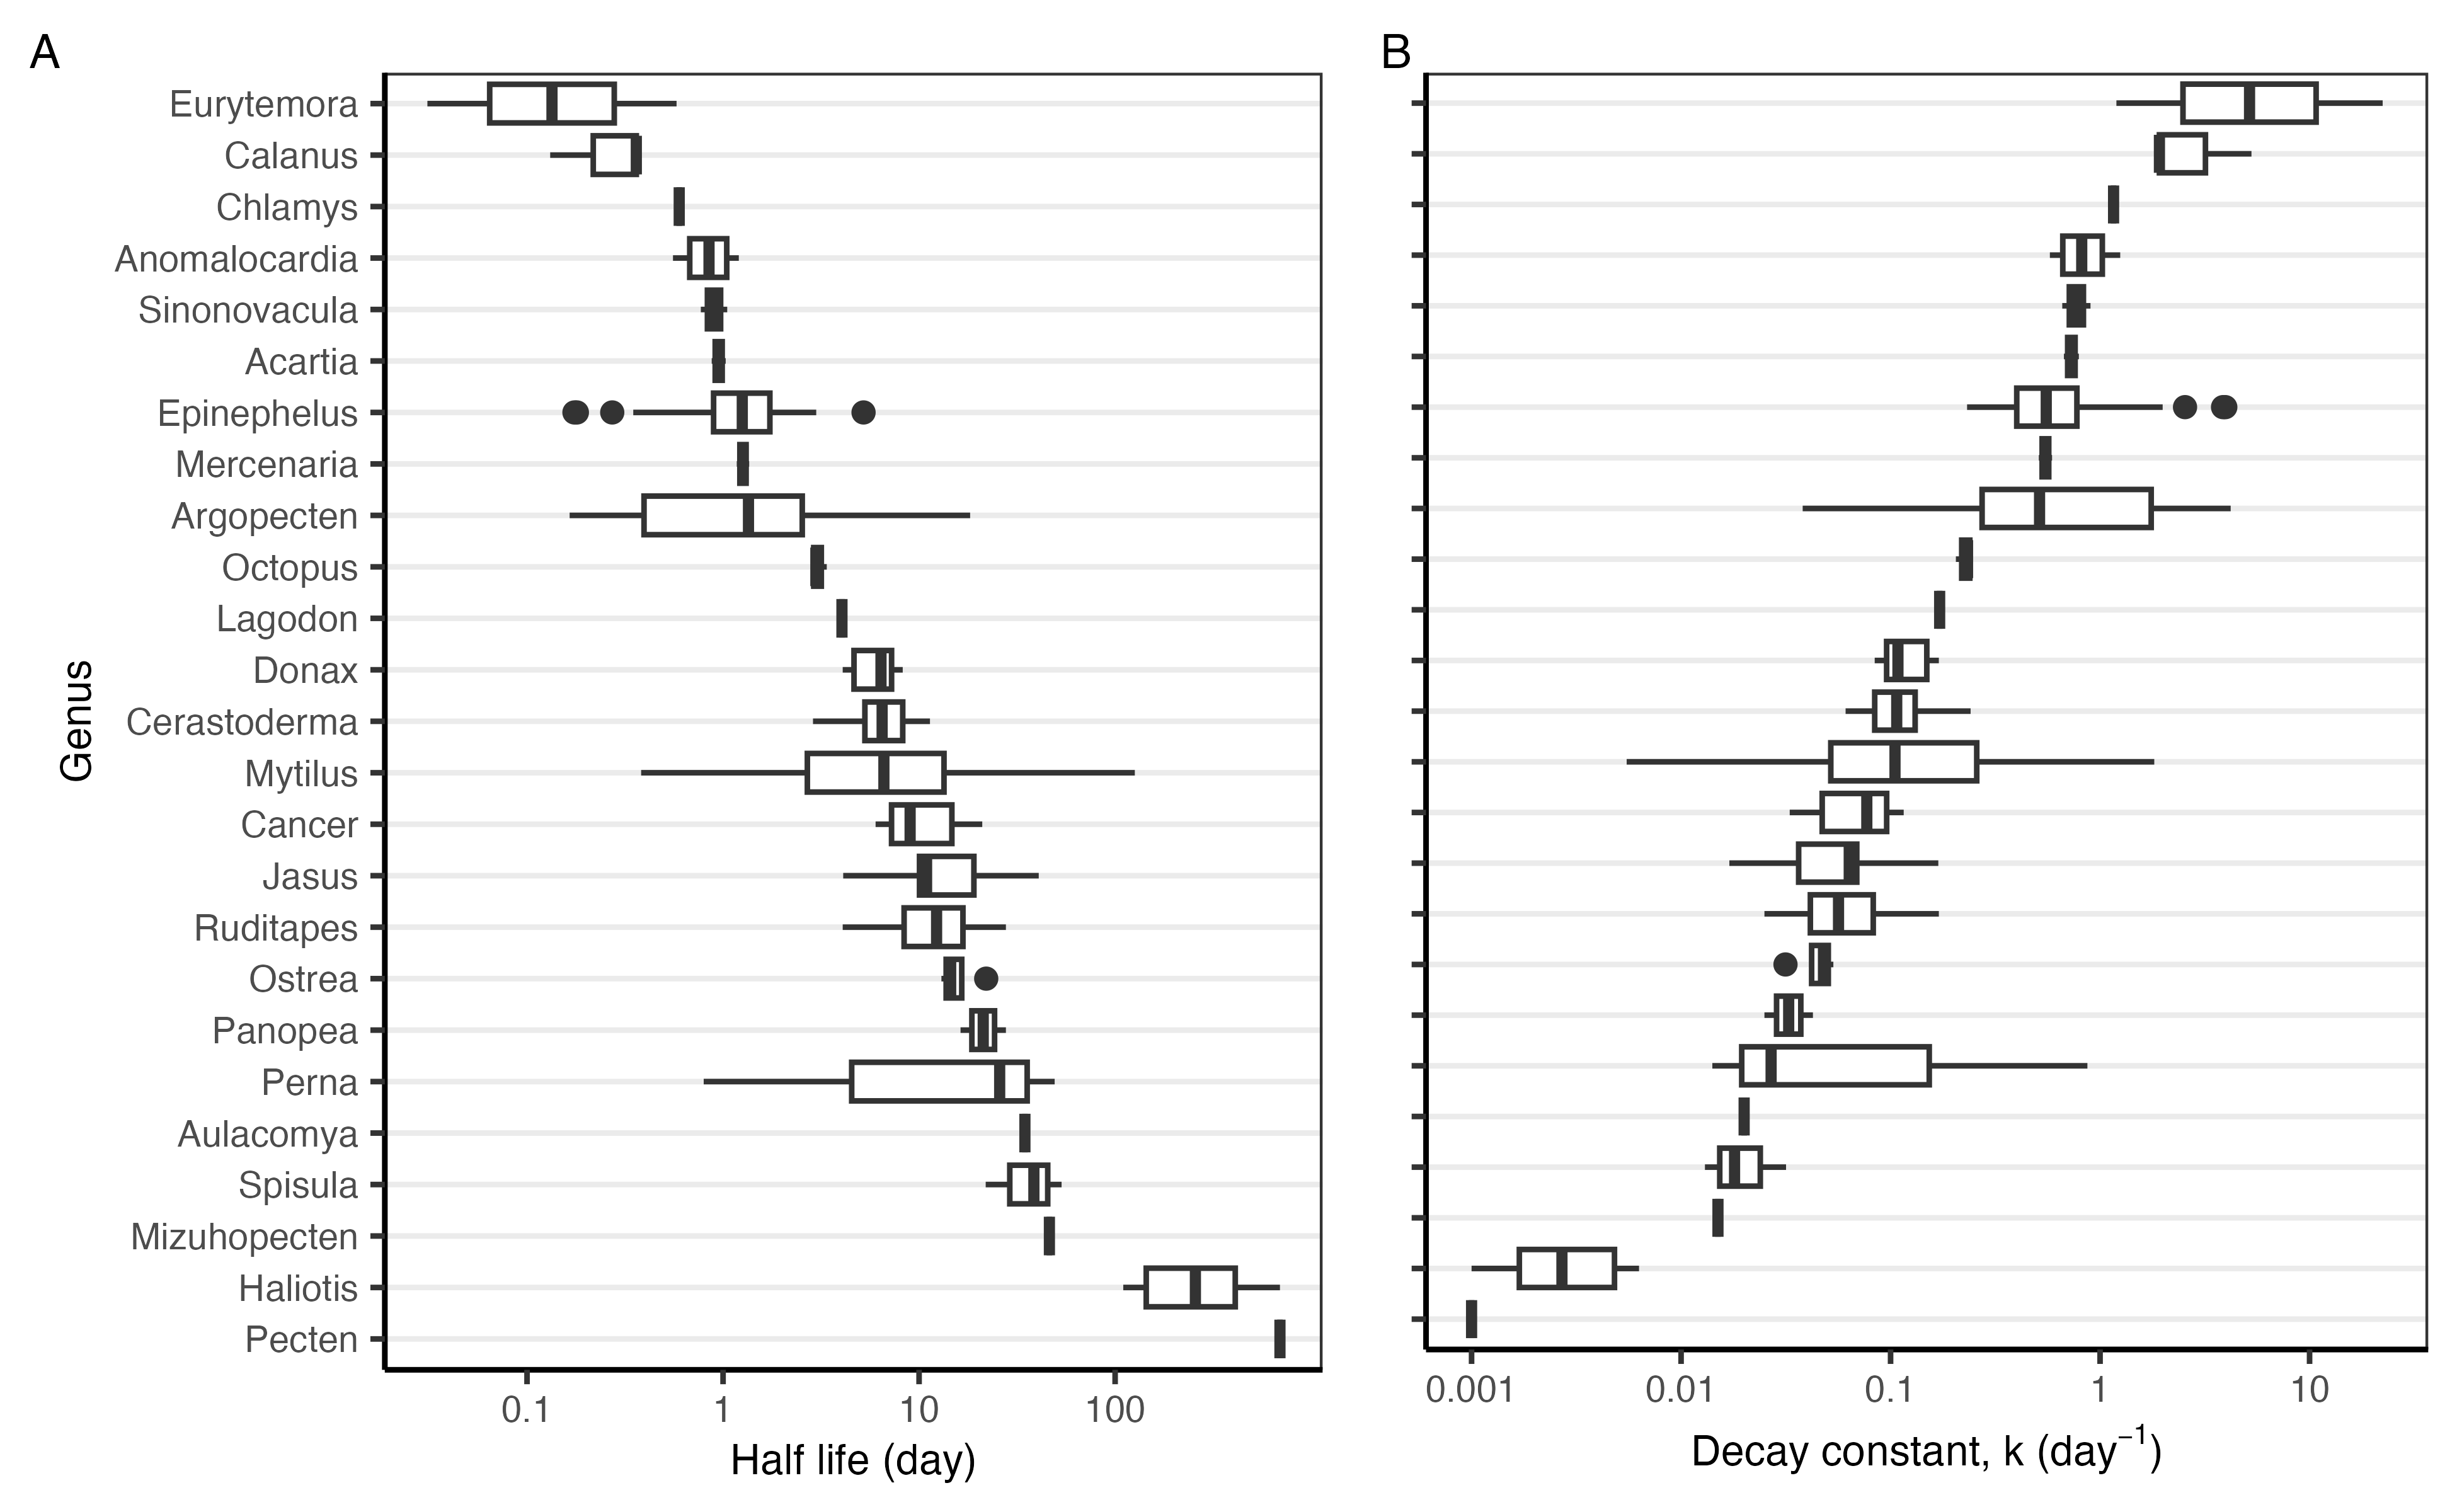 A
B
Eurytemora
Calanus
Chlamys
Anomalocardia
Sinonovacula
Acartia
Epinephelus
Mercenaria
Argopecten
Octopus
Lagodon
Donax
Cerastoderma
Mytilus
Cancer
Jasus
Ruditapes
Ostrea
Panopea
Perna
Aulacomya
Spisula
Mizuhopecten
Haliotis
Pecten
Genus
0.1 1 10 100
Half life (day)
0.001 0.01 0.1 1 10
Decay constant, k (day⁻¹)